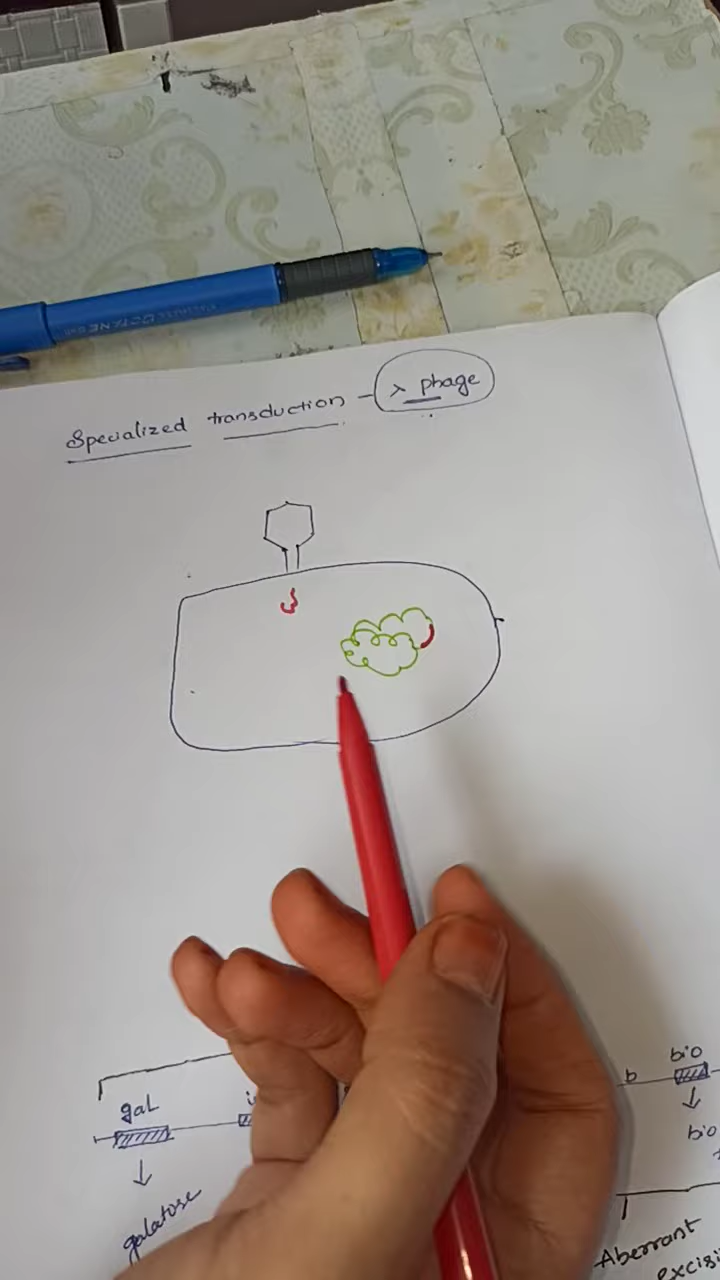 Specialized transduction - λ phage
gal
b
bio
galatose
bio
Aberrant